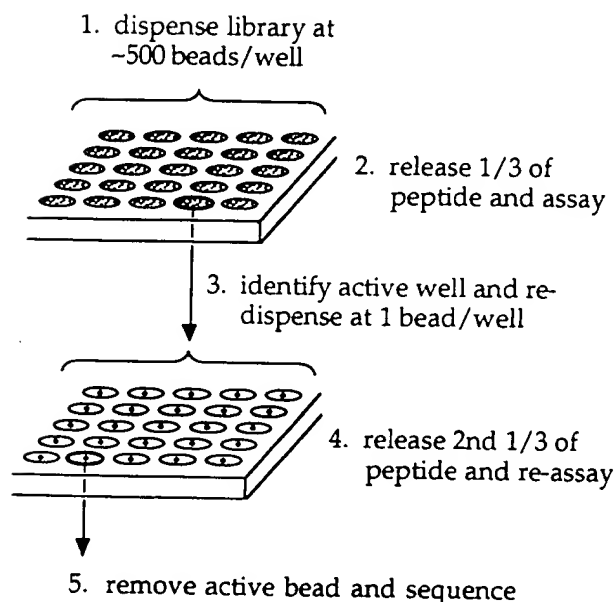 1. dispense library at
~500 beads/well
2. release 1/3 of
peptide and assay
3. identify active well and re-
dispense at 1 bead/well
4. release 2nd 1/3 of
peptide and re-assay
5. remove active bead and sequence